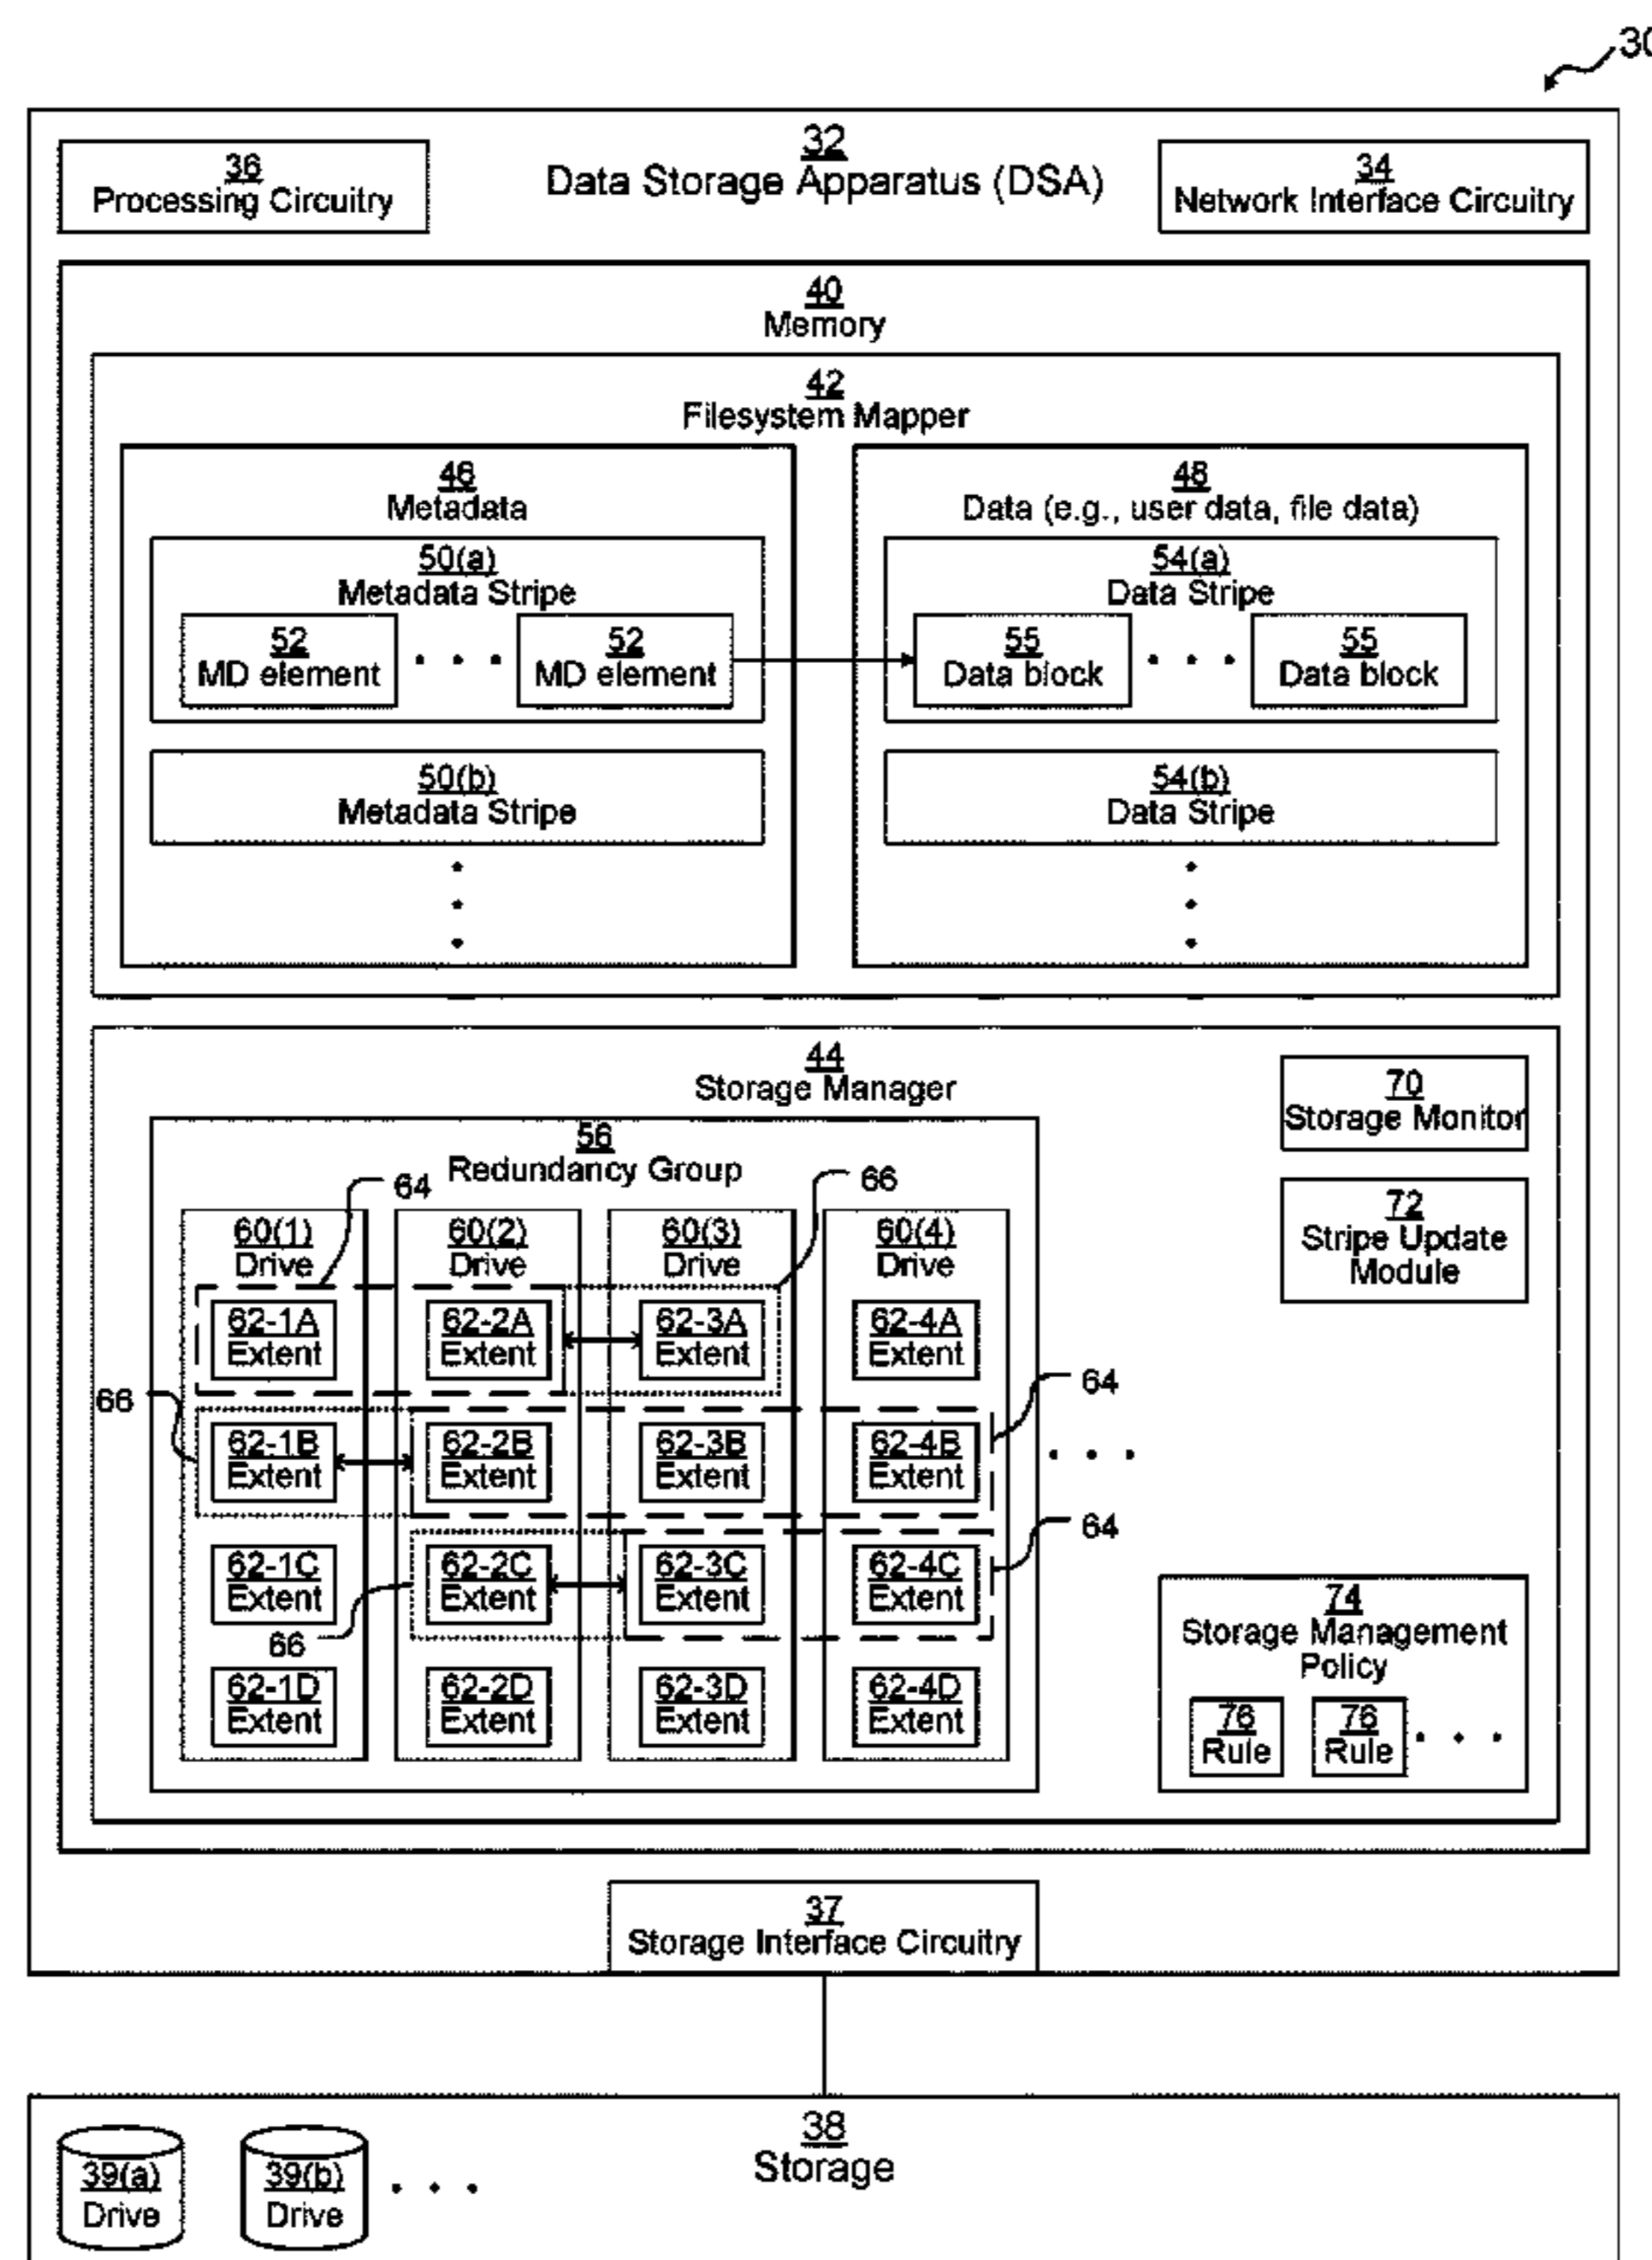 30
32
Data Storage Apparatus (DSA)
36
Processing Circuitry
34
Network Interface Circuitry
40
Memory
42
Filesystem Mapper
46
Metadata
50(a)
Metadata Stripe
52
MD element
. . .
52
MD element
50(b)
Metadata Stripe
48
Data (e.g., user data, file data)
54(a)
Data Stripe
55
Data block
. . .
55
Data block
54(b)
Data Stripe
44
Storage Manager
70
Storage Monitor
72
Stripe Update
Module
56
Redundancy Group
64
66
60(1)
Drive
60(2)
Drive
60(3)
Drive
60(4)
Drive
62-1A
Extent
62-2A
Extent
62-3A
Extent
62-4A
Extent
66
64
62-1B
Extent
62-2B
Extent
62-3B
Extent
62-4B
Extent
. . .
64
62-1C
Extent
62-2C
Extent
62-3C
Extent
62-4C
Extent
66
62-1D
Extent
62-2D
Extent
62-3D
Extent
62-4D
Extent
74
Storage Management
Policy
76
Rule
76
Rule
. . .
37
Storage Interface Circuitry
38
Storage
39(a)
Drive
39(b)
Drive
. . .